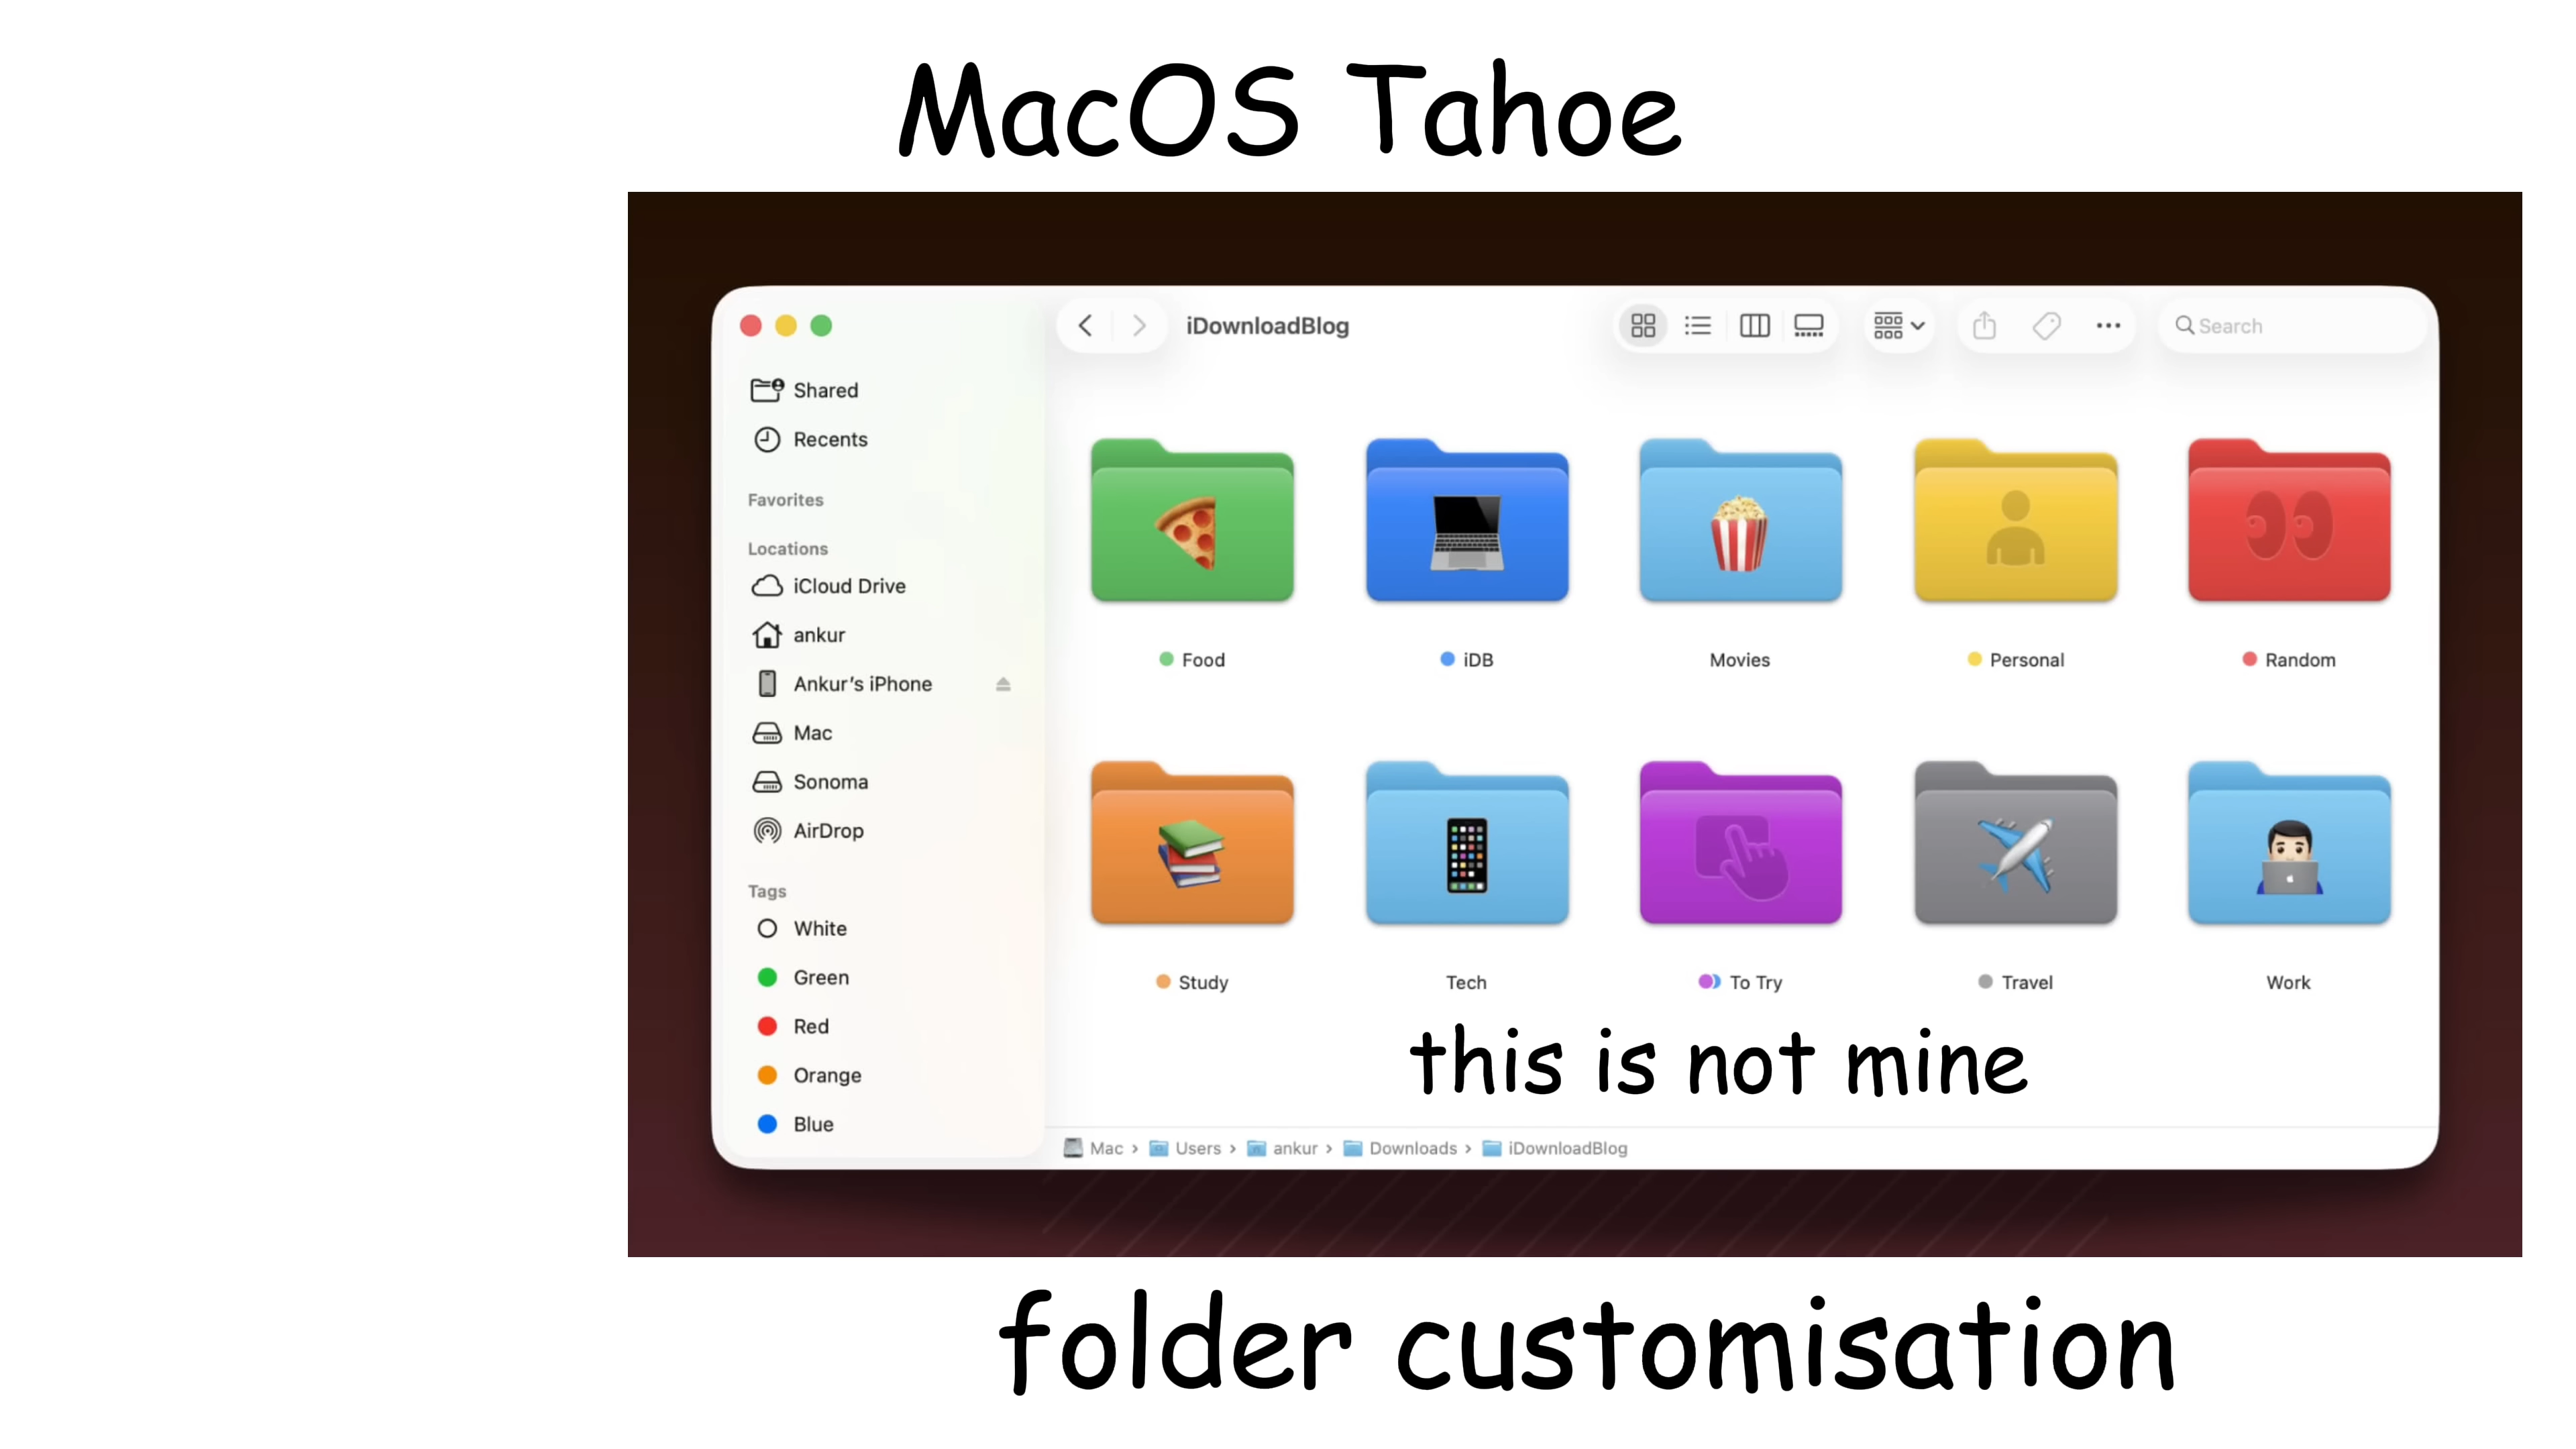 MacOS Tahoe
iDownloadBlog
Search
Shared
Recents
Favorites
Locations
iCloud Drive
ankur
Ankur's iPhone
Mac
Sonoma
AirDrop
Tags
White
Green
Red
Orange
Blue
Food
iDB
Movies
Personal
Random
Study
Tech
To Try
Travel
Work
this is not mine
Mac › Users › ankur › Downloads › iDownloadBlog
folder customisation